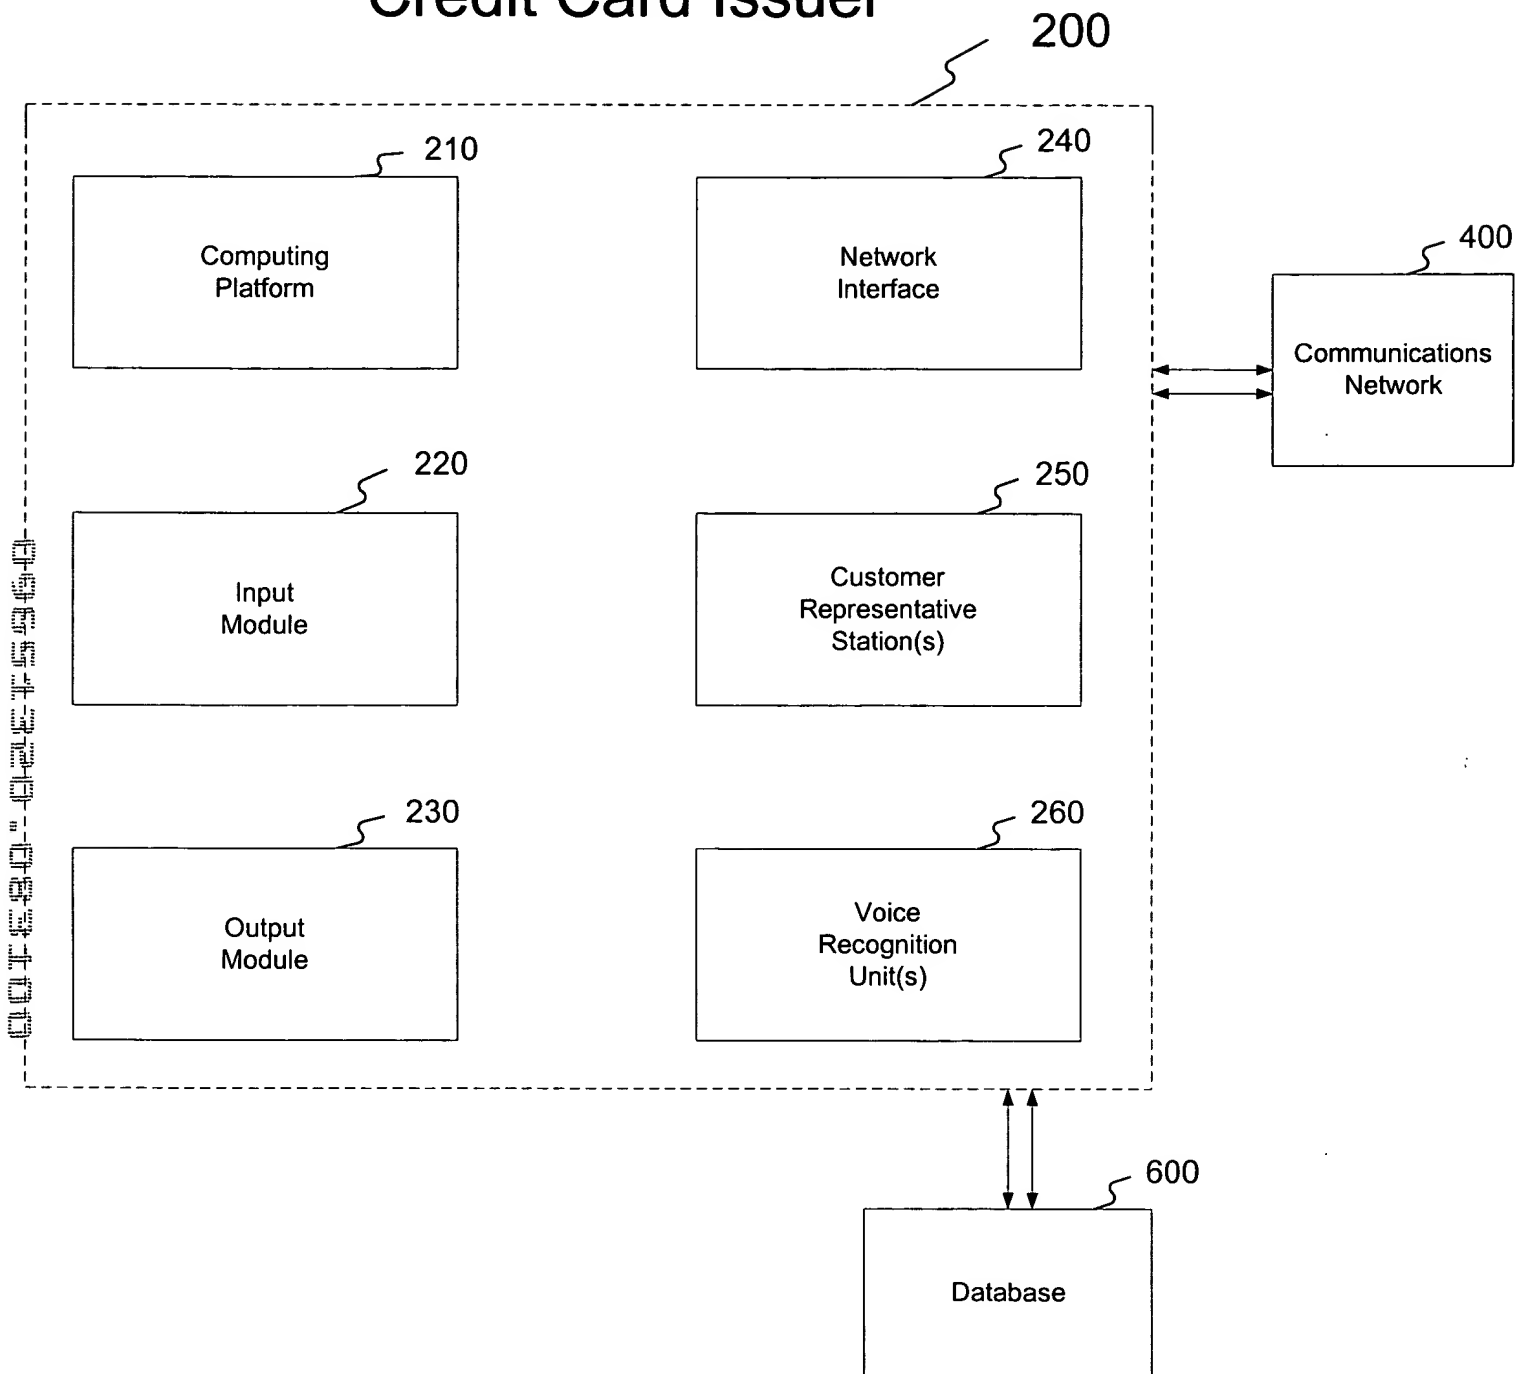 Credit Card Issuer
200
210
240
Computing
Platform
Network
Interface
400
Communications
Network
220
250
Input
Module
Customer
Representative
Station(s)
230
260
Output
Module
Voice
Recognition
Unit(s)
600
Database